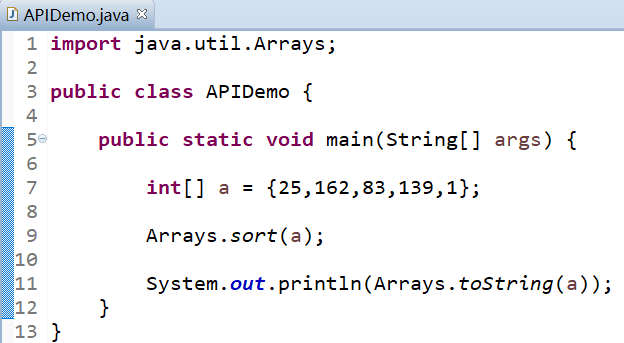 APIDemo.java
1 import java.util.Arrays;
2
3 public class APIDemo {
4
5 public static void main(String[] args) {
6
7 int[] a = {25,162,83,139,1};
8
9 Arrays.sort(a);
10
11 System.out.println(Arrays.toString(a));
12 }
13 }